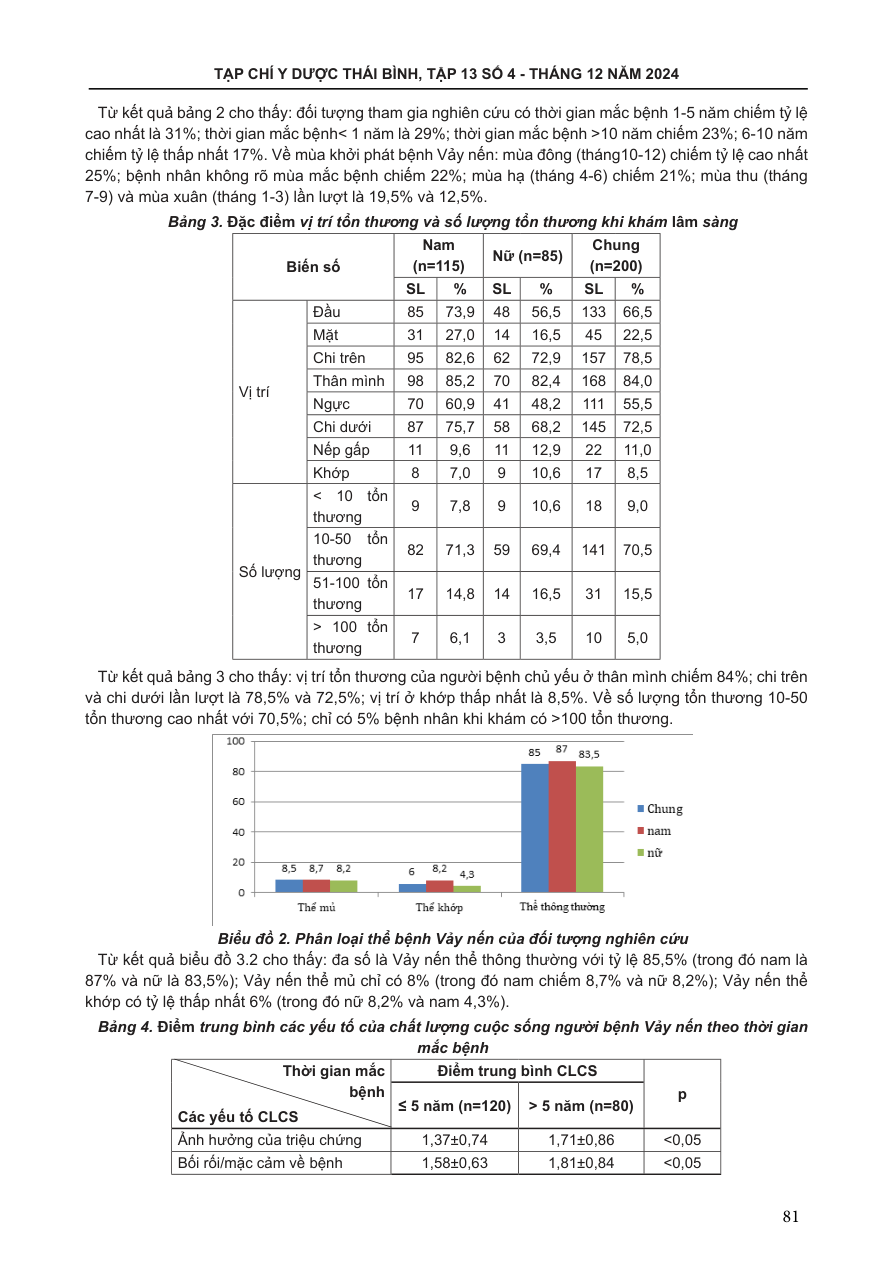 TẠP CHÍ Y DƯỢC THÁI BÌNH, TẬP 13 SỐ 4 - THÁNG 12 NĂM 2024
Từ kết quả bảng 2 cho thấy: đối tượng tham gia nghiên cứu có thời gian mắc bệnh 1-5 năm chiếm tỷ lệ
cao nhất là 31%; thời gian mắc bệnh< 1 năm là 29%; thời gian mắc bệnh >10 năm chiếm 23%; 6-10 năm
chiếm tỷ lệ thấp nhất 17%. Về mùa khởi phát bệnh Vảy nến: mùa đông (tháng10-12) chiếm tỷ lệ cao nhất
25%; bệnh nhân không rõ mùa mắc bệnh chiếm 22%; mùa hạ (tháng 4-6) chiếm 21%; mùa thu (tháng
7-9) và mùa xuân (tháng 1-3) lần lượt là 19,5% và 12,5%.
Bảng 3. Đặc điểm vị trí tổn thương và số lượng tổn thương khi khám lâm sàng
Biến số
Nam
(n=115)
Nữ (n=85)
Chung
(n=200)
SL % SL % SL %
Vị trí
Đầu 85 73,9 48 56,5 133 66,5
Mặt 31 27,0 14 16,5 45 22,5
Chi trên 95 82,6 62 72,9 157 78,5
Thân mình 98 85,2 70 82,4 168 84,0
Ngực 70 60,9 41 48,2 111 55,5
Chi dưới 87 75,7 58 68,2 145 72,5
Nếp gấp 11 9,6 11 12,9 22 11,0
Khớp 8 7,0 9 10,6 17 8,5
Số lượng
< 10 tổn
thương
9 7,8 9 10,6 18 9,0
10-50 tổn
thương
82 71,3 59 69,4 141 70,5
51-100 tổn
thương
17 14,8 14 16,5 31 15,5
> 100 tổn
thương
7 6,1 3 3,5 10 5,0
Từ kết quả bảng 3 cho thấy: vị trí tổn thương của người bệnh chủ yếu ở thân mình chiếm 84%; chi trên
và chi dưới lần lượt là 78,5% và 72,5%; vị trí ở khớp thấp nhất là 8,5%. Về số lượng tổn thương 10-50
tổn thương cao nhất với 70,5%; chỉ có 5% bệnh nhân khi khám có >100 tổn thương.
100
80
60
40
20
0
8,5 8,7 8,2
6 8,2 4,3
85 87 83,5
Thể mủ Thể khớp Thể thông thường
Chung
nam
nữ
Biểu đồ 2. Phân loại thể bệnh Vảy nến của đối tượng nghiên cứu
Từ kết quả biểu đồ 3.2 cho thấy: đa số là Vảy nến thể thông thường với tỷ lệ 85,5% (trong đó nam là
87% và nữ là 83,5%); Vảy nến thể mủ chỉ có 8% (trong đó nam chiếm 8,7% và nữ 8,2%); Vảy nến thể
khớp có tỷ lệ thấp nhất 6% (trong đó nữ 8,2% và nam 4,3%).
Bảng 4. Điểm trung bình các yếu tố của chất lượng cuộc sống người bệnh Vảy nến theo thời gian
mắc bệnh
Thời gian mắc
bệnh
Các yếu tố CLCS
Điểm trung bình CLCS
p
≤ 5 năm (n=120) > 5 năm (n=80)
Ảnh hưởng của triệu chứng 1,37±0,74 1,71±0,86 <0,05
Bối rối/mặc cảm về bệnh 1,58±0,63 1,81±0,84 <0,05
81